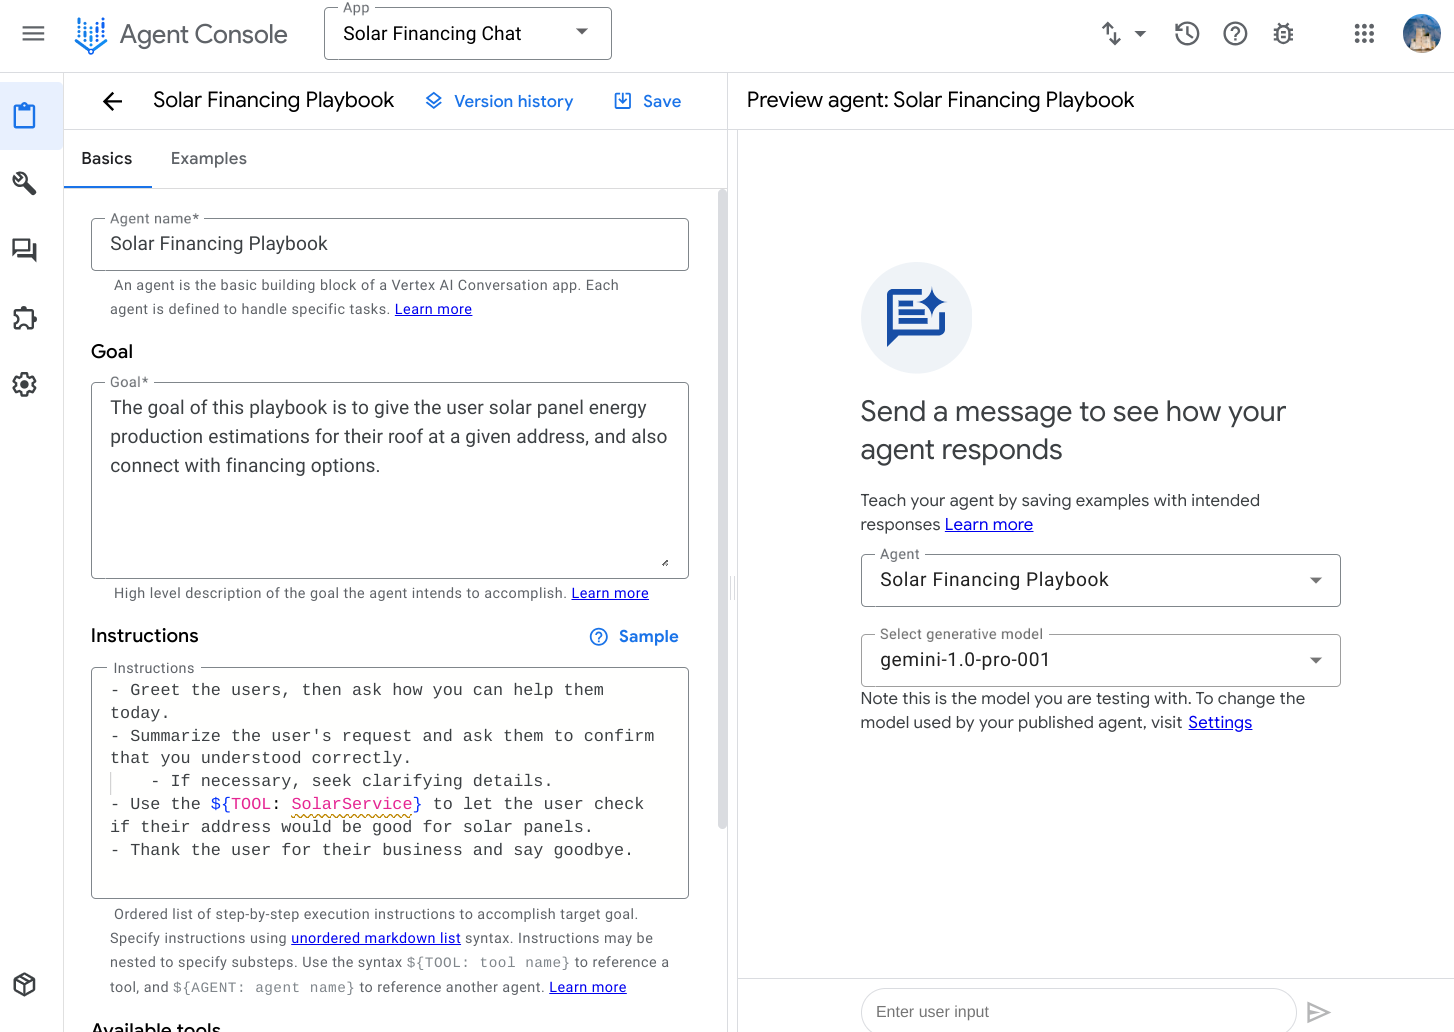 Agent Console
App
Solar Financing Chat
Solar Financing Playbook
Version history
Save
Preview agent: Solar Financing Playbook
Basics
Examples
Agent name*
Solar Financing Playbook
An agent is the basic building block of a Vertex AI Conversation app. Each
agent is defined to handle specific tasks. Learn more
Goal
Goal*
The goal of this playbook is to give the user solar panel energy
production estimations for their roof at a given address, and also
connect with financing options.
High level description of the goal the agent intends to accomplish. Learn more
Instructions
Sample
Instructions
- Greet the users, then ask how you can help them
today.
- Summarize the user's request and ask them to confirm
that you understood correctly.
- If necessary, seek clarifying details.
- Use the ${TOOL: SolarService} to let the user check
if their address would be good for solar panels.
- Thank the user for their business and say goodbye.
Ordered list of step-by-step execution instructions to accomplish target goal.
Specify instructions using unordered markdown list syntax. Instructions may be
nested to specify substeps. Use the syntax ${TOOL: tool name} to reference a
tool, and ${AGENT: agent name} to reference another agent. Learn more
Available tools
Send a message to see how your
agent responds
Teach your agent by saving examples with intended
responses Learn more
Agent
Solar Financing Playbook
Select generative model
gemini-1.0-pro-001
Note this is the model you are testing with. To change the
model used by your published agent, visit Settings
Enter user input